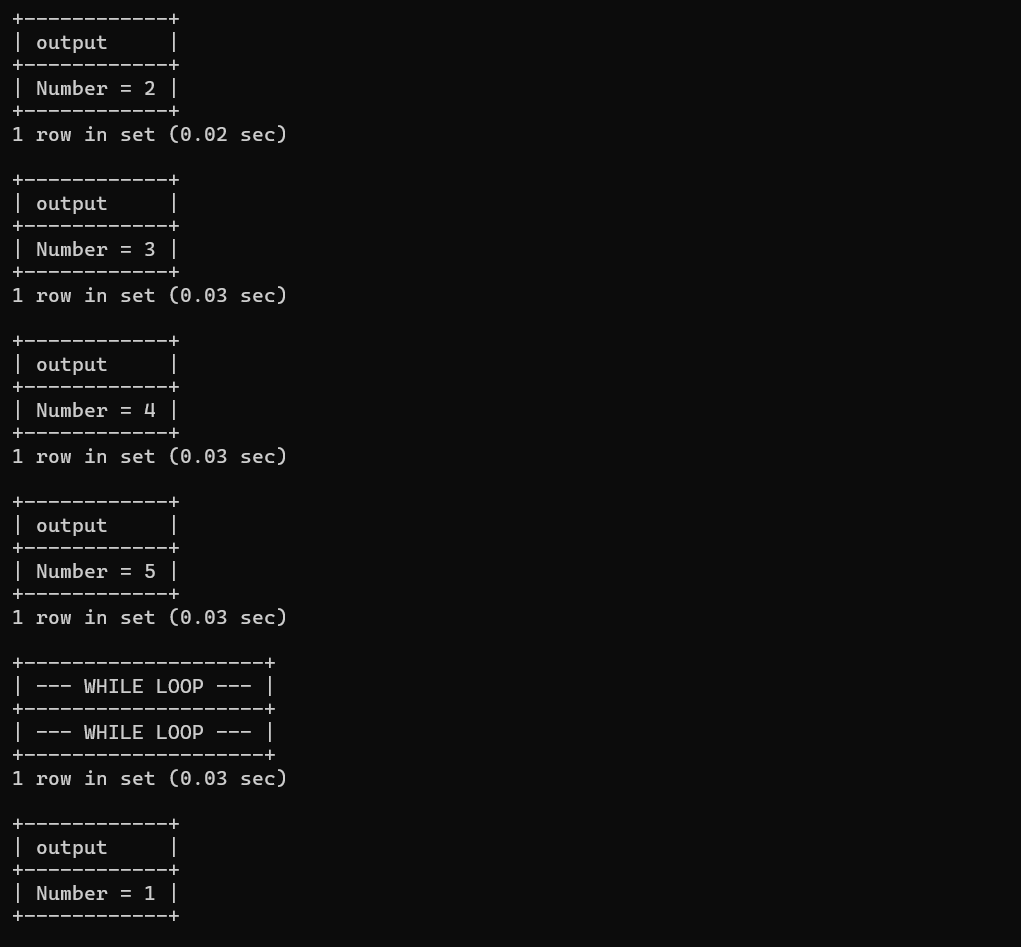 +------------+
| output     |
+------------+
| Number = 2 |
+------------+
1 row in set (0.02 sec)

+------------+
| output     |
+------------+
| Number = 3 |
+------------+
1 row in set (0.03 sec)

+------------+
| output     |
+------------+
| Number = 4 |
+------------+
1 row in set (0.03 sec)

+------------+
| output     |
+------------+
| Number = 5 |
+------------+
1 row in set (0.03 sec)

+--------------------+
| --- WHILE LOOP --- |
+--------------------+
| --- WHILE LOOP --- |
+--------------------+
1 row in set (0.03 sec)

+------------+
| output     |
+------------+
| Number = 1 |
+------------+